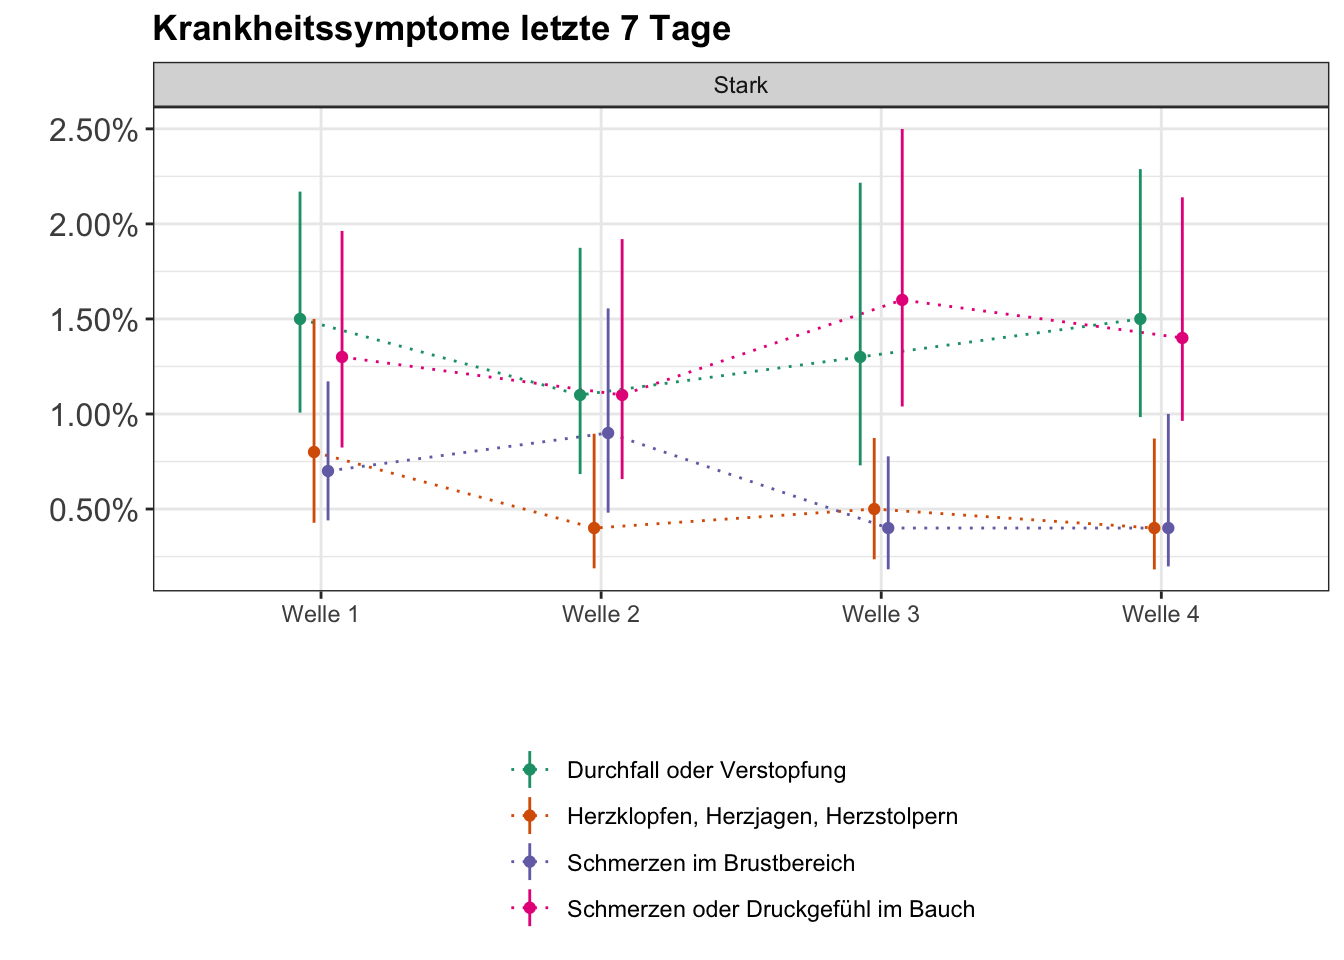 Krankheitssymptome letzte 7 Tage
Stark
2.50%
2.00%
1.50%
1.00%
0.50%
Welle 1 Welle 2 Welle 3 Welle 4
Durchfall oder Verstopfung
Herzklopfen, Herzjagen, Herzstolpern
Schmerzen im Brustbereich
Schmerzen oder Druckgefühl im Bauch